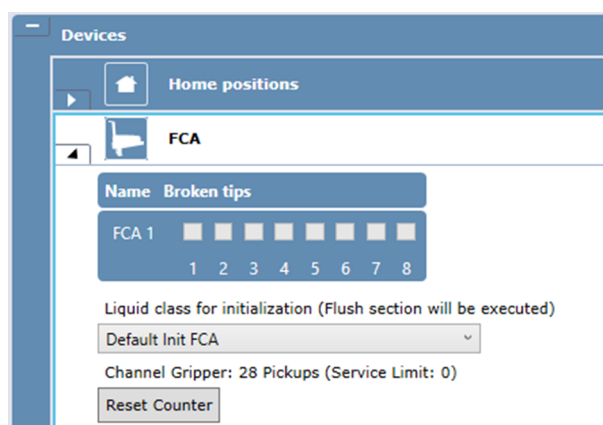 Devices
Home positions
FCA
Name Broken tips
FCA 1
1 2 3 4 5 6 7 8
Liquid class for initialization (Flush section will be executed)
Default Init FCA
Channel Gripper: 28 Pickups (Service Limit: 0)
Reset Counter